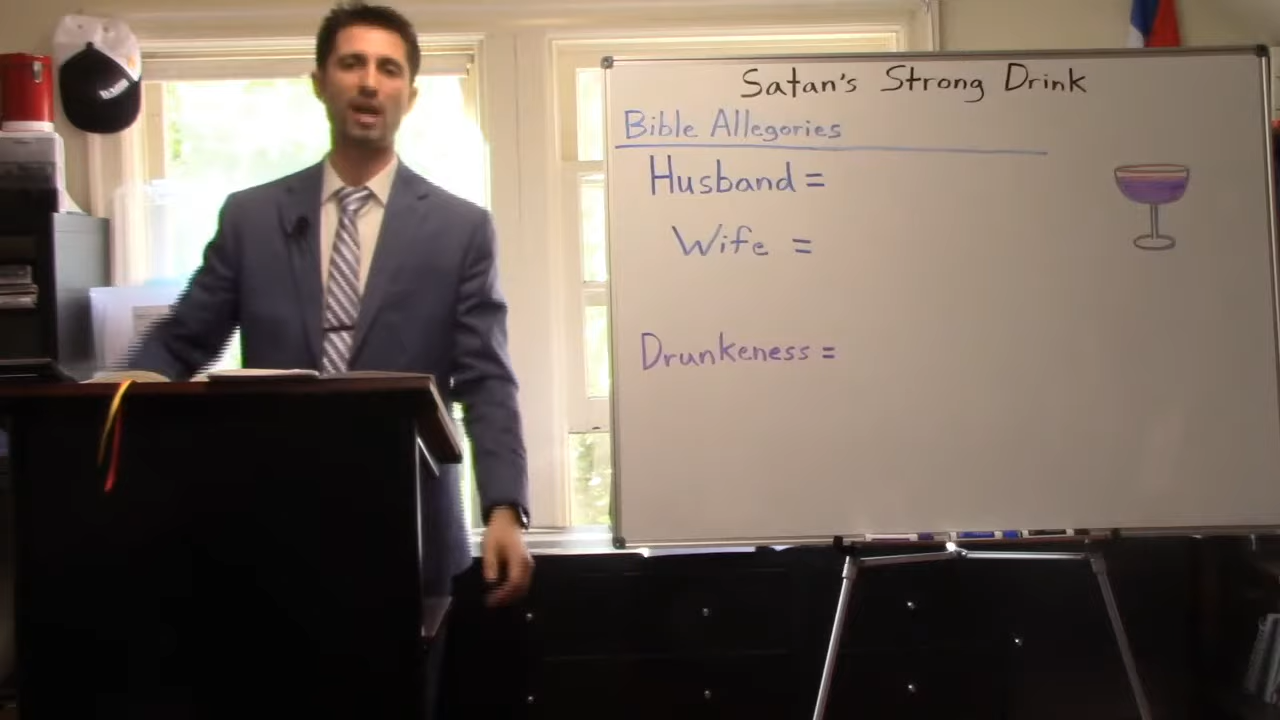 Satan's Strong Drink
Bible Allegories
Husband =
Wife =
Drunkeness =